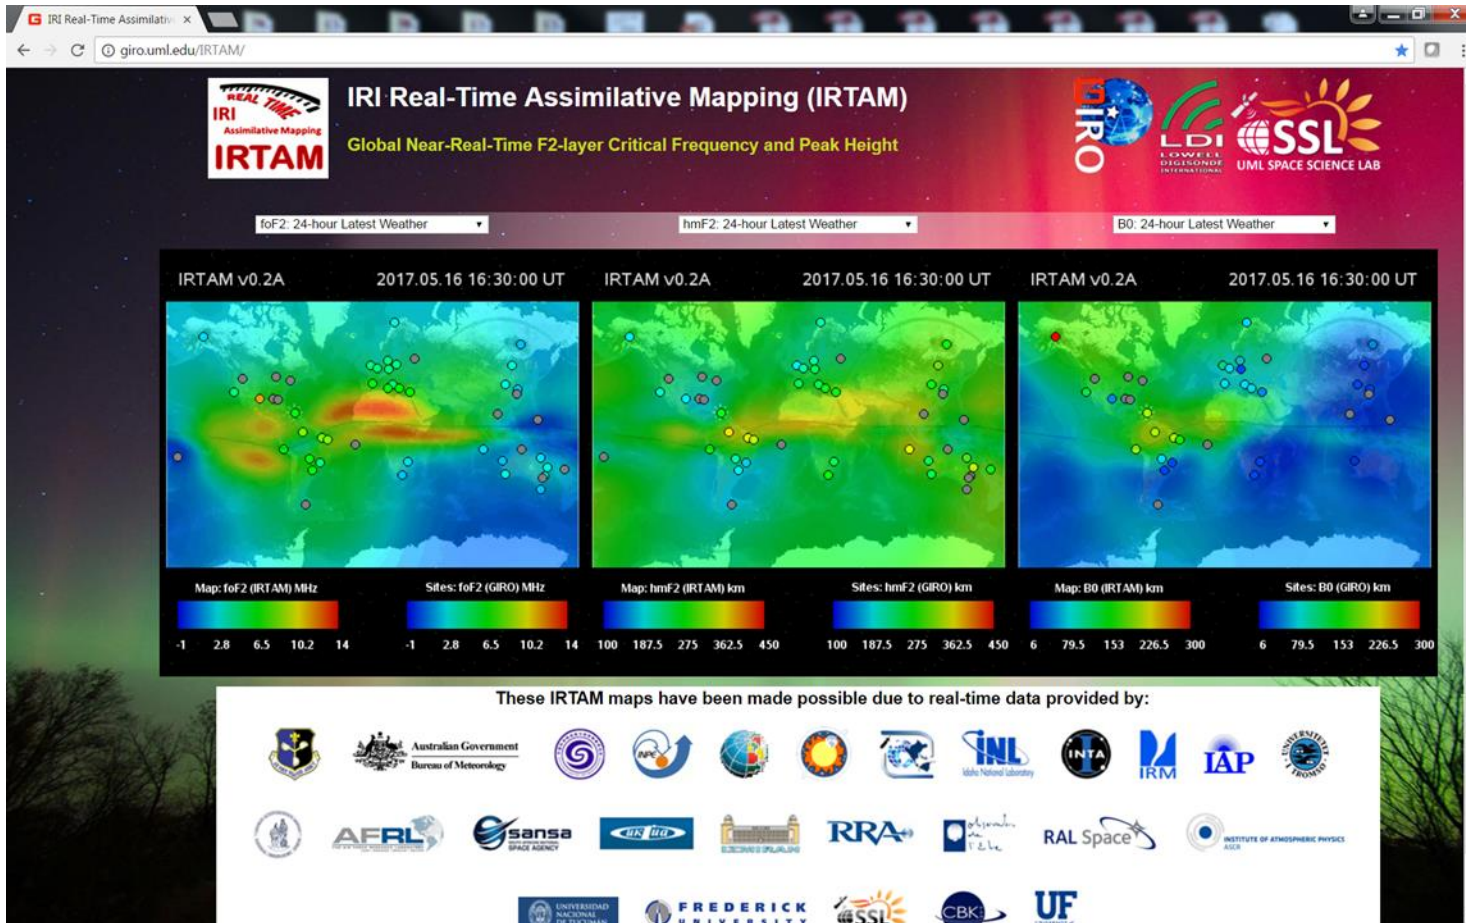 IRI Real-Time Assimilativ
giro.uml.edu/IRTAM/
REAL TIME
IRI
Assimilative Mapping
IRTAM
IRI Real-Time Assimilative Mapping (IRTAM)
Global Near-Real-Time F2-layer Critical Frequency and Peak Height
GIRO
LDI
LOWELL
DIGISONDE
INTERNATIONAL
SSL
UML SPACE SCIENCE LAB
foF2: 24-hour Latest Weather
hmF2: 24-hour Latest Weather
B0: 24-hour Latest Weather
IRTAM v0.2A 2017.05.16 16:30:00 UT
IRTAM v0.2A 2017.05.16 16:30:00 UT
IRTAM v0.2A 2017.05.16 16:30:00 UT
Map: foF2 (IRTAM) MHz
Sites: foF2 (GIRO) MHz
Map: hmF2 (IRTAM) km
Sites: hmF2 (GIRO) km
Map: B0 (IRTAM) km
Sites: B0 (GIRO) km
-1 2.8 6.5 10.2 14
-1 2.8 6.5 10.2 14
100 187.5 275 362.5 450
100 187.5 275 362.5 450
6 79.5 153 226.5 300
6 79.5 153 226.5 300
These IRTAM maps have been made possible due to real-time data provided by:
Australian Government
Bureau of Meteorology
INPE
INL
Idaho National Laboratory
INTA
IRM
IAP
UNIVERSITETET
TROMSØ
AFRL
sansa
SOUTH AFRICAN NATIONAL
SPACE AGENCY
IZMIRAN
RRA
RAL Space
INSTITUTE OF ATMOSPHERIC PHYSICS
ASCR
UNIVERSIDAD
NACIONAL
DE TUCUMÁN
FREDERICK
UNIVERSITY
SSL
CBK
UF